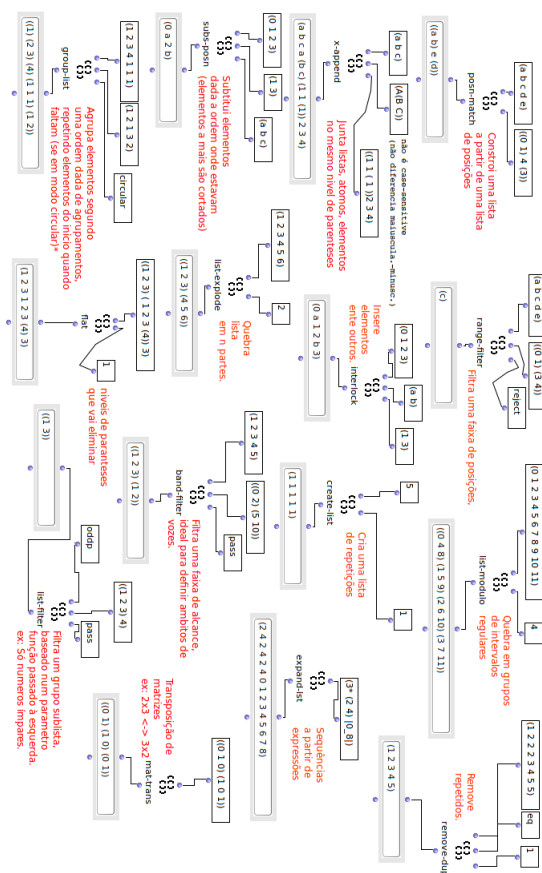 (a b c d e)
((0 1) 4 (3))
posn-match
Constroi uma lista
a partir de uma lista
de posições
((a b) e (d))
(a b c d e)
((0 1) (3 4))
reject
range-filter
Filtra uma faixa de posições.
(c)
(0 1 2 3 4 5 6 7 8 9 10 11)
4
list-modulo
Quebra em grupos
de intervalos
regulares
((0 4 8) (1 5 9) (2 6 10) (3 7 11))
(1 2 2 2 3 4 5 5)
eq
1
remove-dup
Remove
repetidos.
(1 2 3 4 5)
(a b c)
(A(B C))
((1 1 ( 1 ))2 3 4)
não é case-sensitive
(não diferencia maiuscula.-minusc.)
x-append
Junta listas, atomos, elementos
no mesmo nivel de parenteses
(a b c a (b c) (1 1 (1)) 2 3 4)
(0 1 2 3)
(a b)
(1 3)
interlock
insere
elementos
ente outros.
(0 a 1 2 b 3)
5
1
create-list
Cria uma lista
de repetições
(1 1 1 1 1)
(3* (2 4) |0_8|)
expand-lst
Sequências
a partir de
expressões
(2 4 2 4 2 4 0 1 2 3 4 5 6 7 8)
(0 1 2 3)
(1 3)
(a b c)
subs-posn
Subtitui elementos
dada a ordem onde estavam
(elementos a mais são cortados)
(0 a 2 b)
(1 2 3 4 5 6)
2
list-explode
Quebra
lista
em n partes.
((1 2 3) (4 5 6))
(1 2 3 4 5)
((0 2) (5 10))
pass
band-filter
Filtra uma faixa de alcance,
ideal para definir ambitos de
vozes.
((1 2 3) (1 2))
((0 1 0) (1 0 1))
mat-trans
Transposição de
matrizes
ex: 2x3 <-> 3x2
((0 1) (1 0) (0 1))
(1 2 3 4 1 1 1)
(1 2 1 3 2)
circular
group-list
Agrupa elementos segundo
uma ordem dada de agrupamentos,
repetindo elementos do inicio quando
faltam (se em modo circular)*
((1) (2 3) (4) (1 1 1) (1 2))
((1 2 3) ( 1 2 3 (4)) 3)
1
flat
niveis de paranteses
que vai eliminar
(1 2 3 1 2 3 (4) 3)
oddp
((1 2 3) 4)
pass
list-filter
Filtra um grupo sublista,
baseado num parametro
função passado à esquerda.
ex: Só numeros impares.
((1 3))